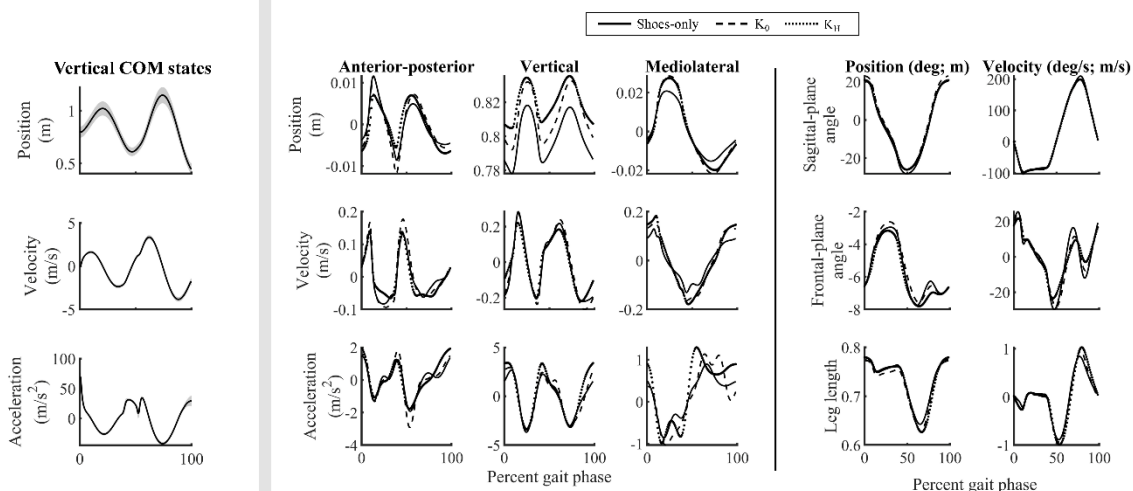 Shoes-only K₀ K_H
Vertical COM states
Anterior-posterior Vertical Mediolateral
Position (deg; m) Velocity (deg/s; m/s)
Position
(m)
1
0.5
Position
(m)
0.01
0
-0.01
0.82
0.8
0.78
0.02
0
-0.02
Sagittal-plane
angle
20
0
-20
200
100
0
-100
Velocity
(m/s)
5
0
-5
Velocity
(m/s)
0.2
0.1
0
-0.1
0.2
0
-0.2
0.2
0
-0.2
Frontal-plane
angle
-2
-4
-6
-8
20
0
-20
Acceleration
(m/s²)
100
50
0
0 100
Acceleration
(m/s²)
2
0
-2
-4
0 100
5
0
-5
0 100
1
0
-1
0 100
Leg length
0.8
0.7
0.6
0 50 100
1
0
-1
0 50 100
Percent gait phase
Percent gait phase